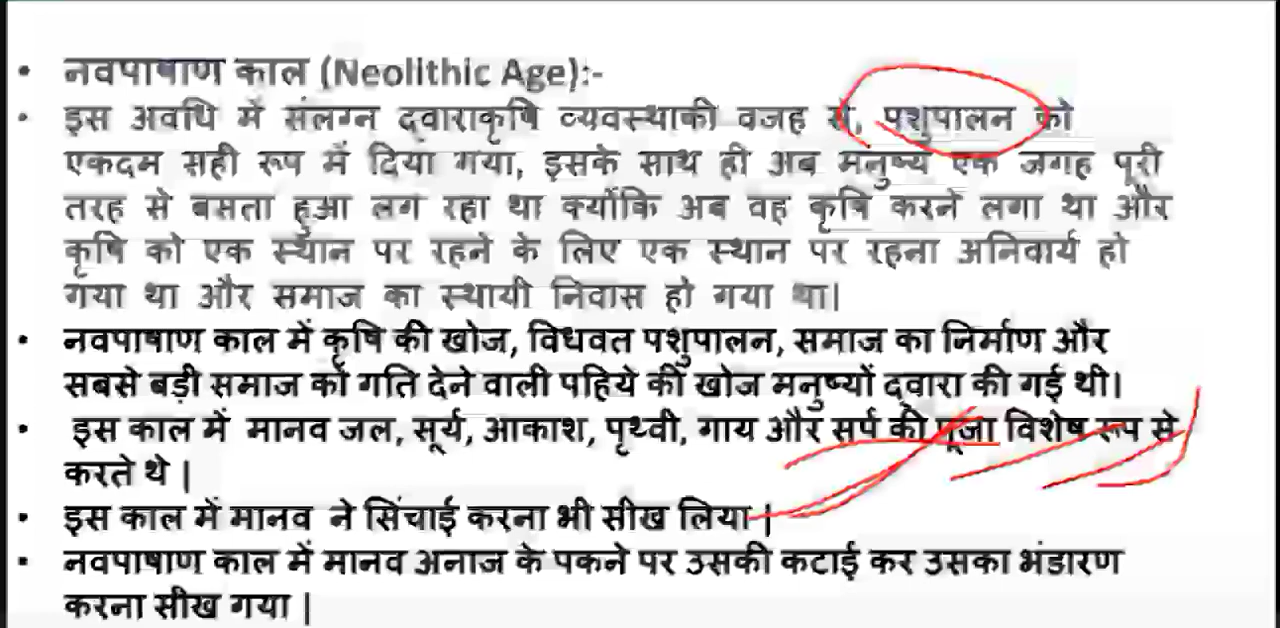 • नवपाषाण काल (Neolithic Age):-
• इस अवधि में संलग्न द्वाराकृषि व्यवस्थाकी वजह से, पशुपालन को
एकदम सही रूप में दिया गया, इसके साथ ही अब मनुष्य एक जगह पूरी
तरह से बसता हुआ लग रहा था क्योंकि अब वह कृषि करने लगा था और
कृषि को एक स्थान पर रहने के लिए एक स्थान पर रहना अनिवार्य हो
गया था और समाज का स्थायी निवास हो गया था|
• नवपाषाण काल में कृषि की खोज, विधवत पशुपालन, समाज का निर्माण और
सबसे बड़ी समाज को गति देने वाली पहिये की खोज मनुष्यों द्वारा की गई थी|
• इस काल में मानव जल, सूर्य, आकाश, पृथ्वी, गाय और सर्प की पूजा विशेष रूप से
करते थे |
• इस काल में मानव ने सिंचाई करना भी सीख लिया |
• नवपाषाण काल में मानव अनाज के पकने पर उसकी कटाई कर उसका भंडारण
करना सीख गया |